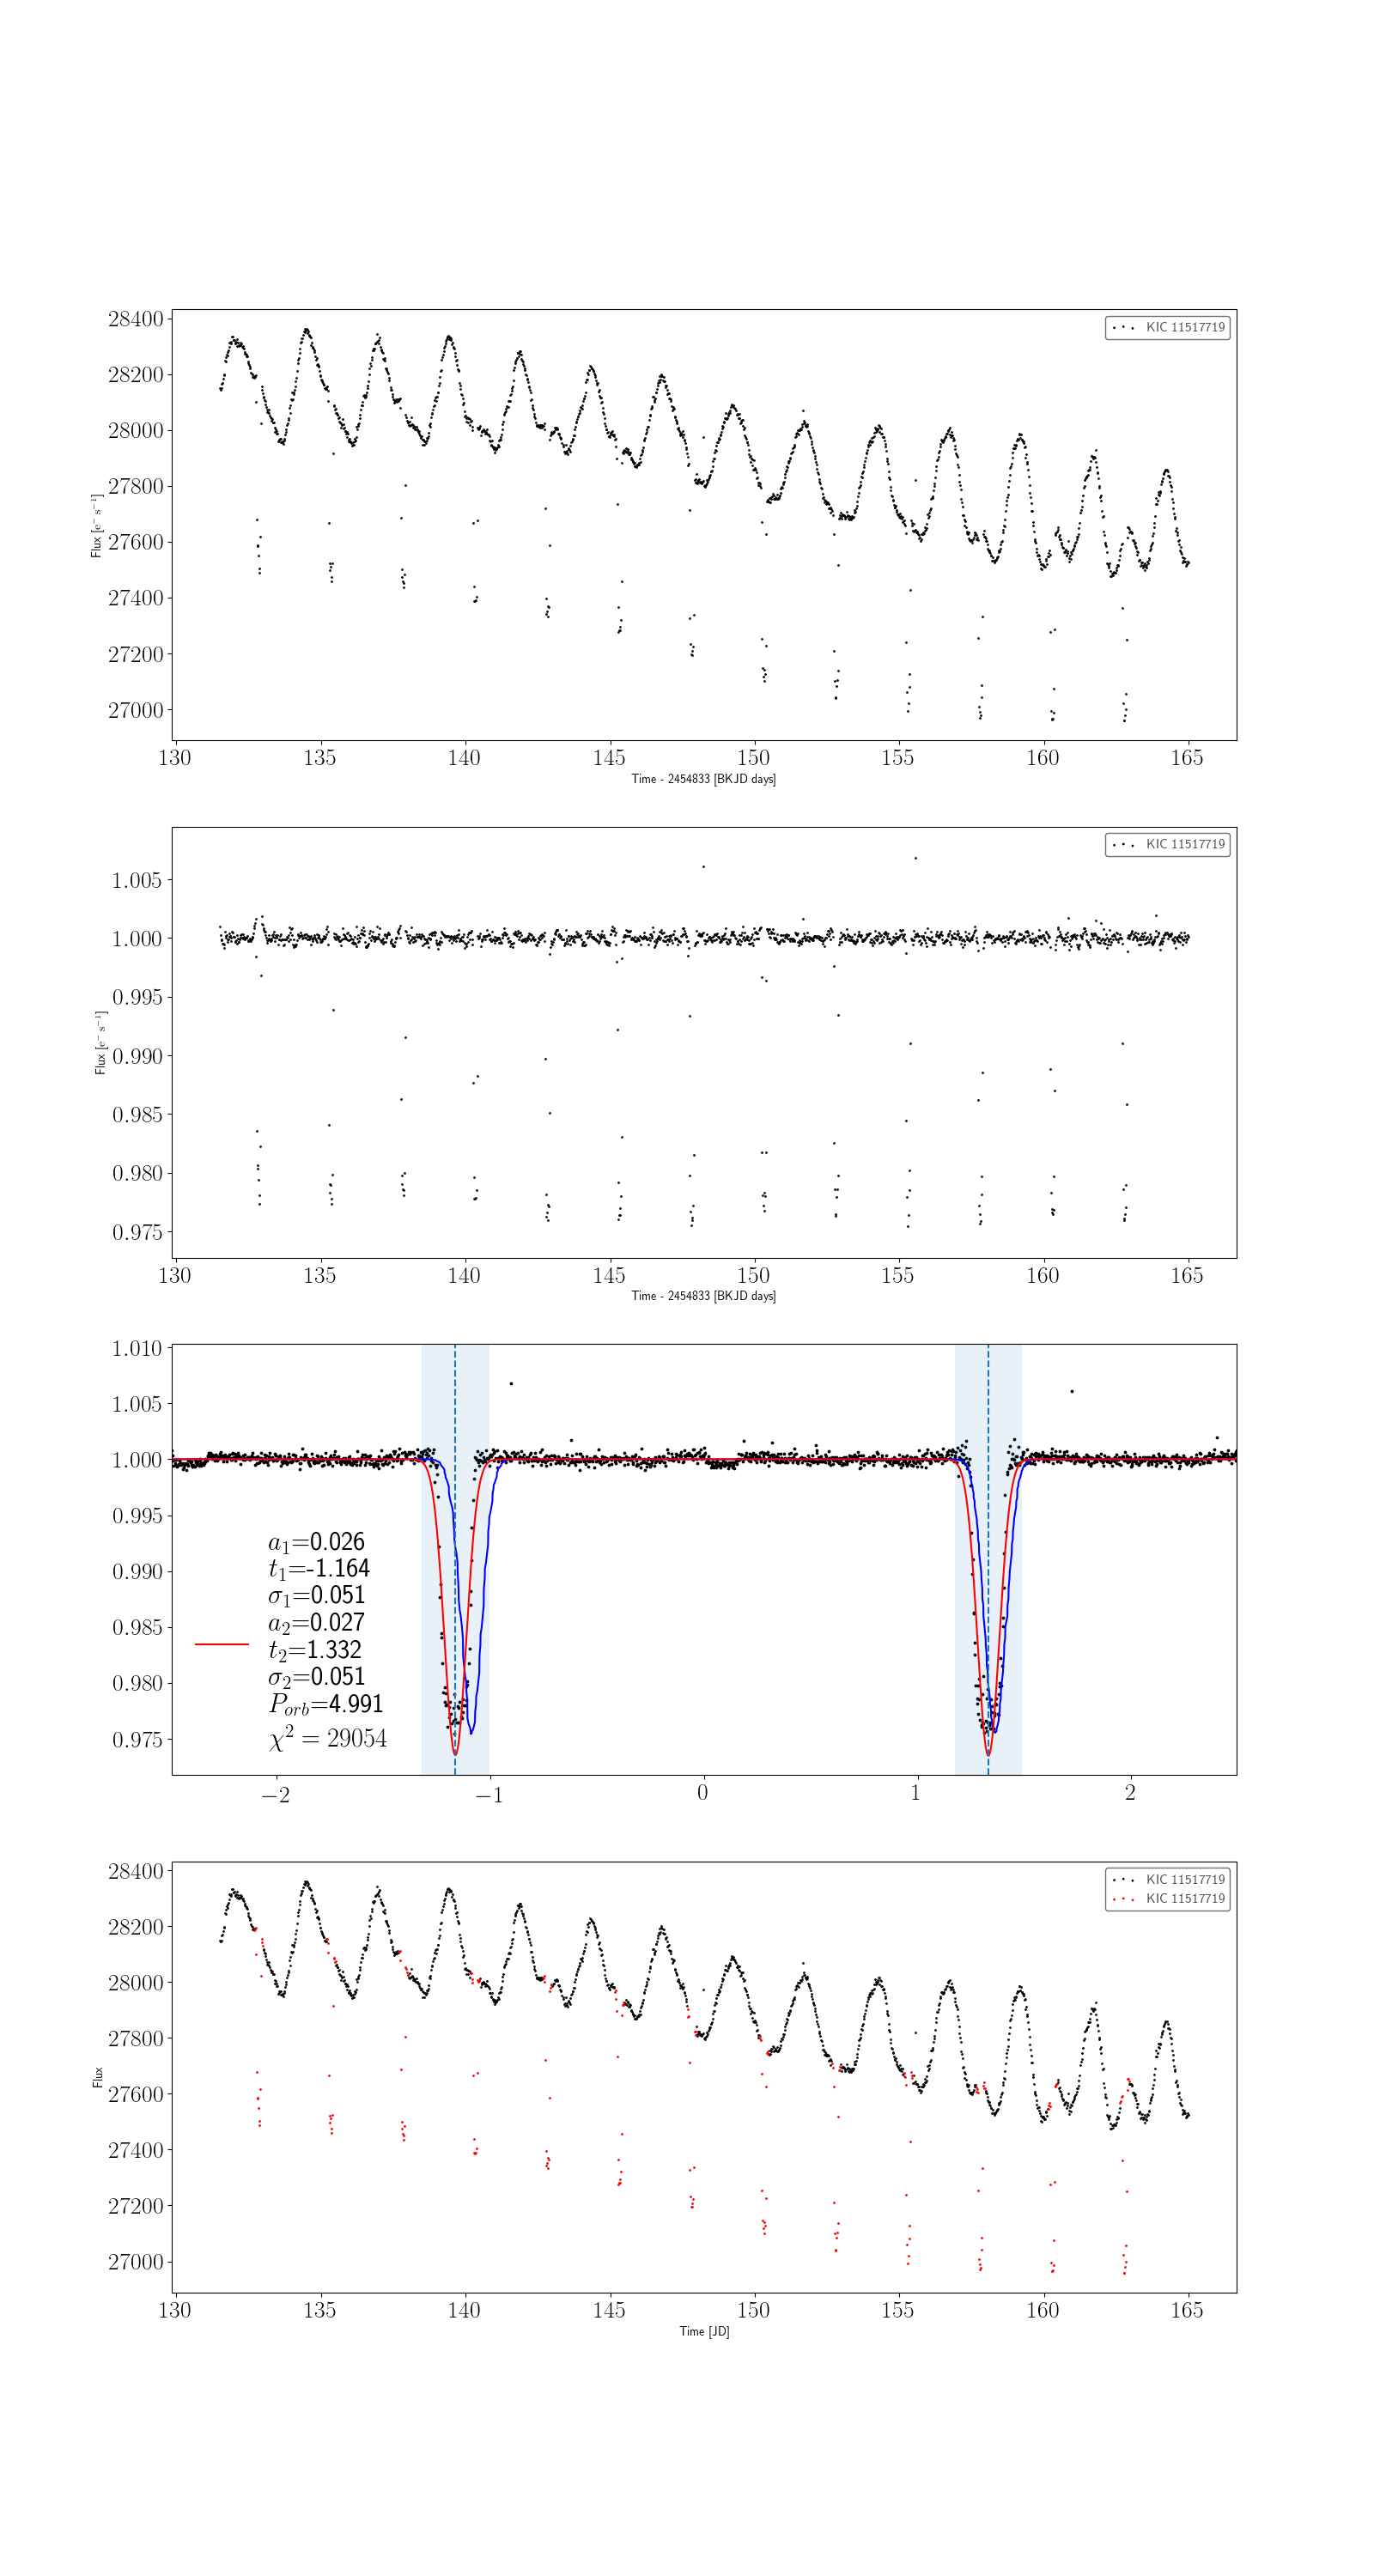 28400
28200
28000
27800
27600
27400
27200
27000
Flux [e⁻ s⁻¹]
KIC 11517719
130 135 140 145 150 155 160 165
Time - 2454833 [BKJD days]
1.005
1.000
0.995
0.990
0.985
0.980
0.975
Flux [e⁻ s⁻¹]
KIC 11517719
130 135 140 145 150 155 160 165
Time - 2454833 [BKJD days]
1.010
1.005
1.000
0.995
0.990
0.985
0.980
0.975
a₁=0.026
t₁=-1.164
σ₁=0.051
a₂=0.027
t₂=1.332
σ₂=0.051
P_orb=4.991
χ² = 29054
−2 −1 0 1 2
28400
28200
28000
27800
27600
27400
27200
27000
Flux
KIC 11517719
KIC 11517719
130 135 140 145 150 155 160 165
Time [JD]